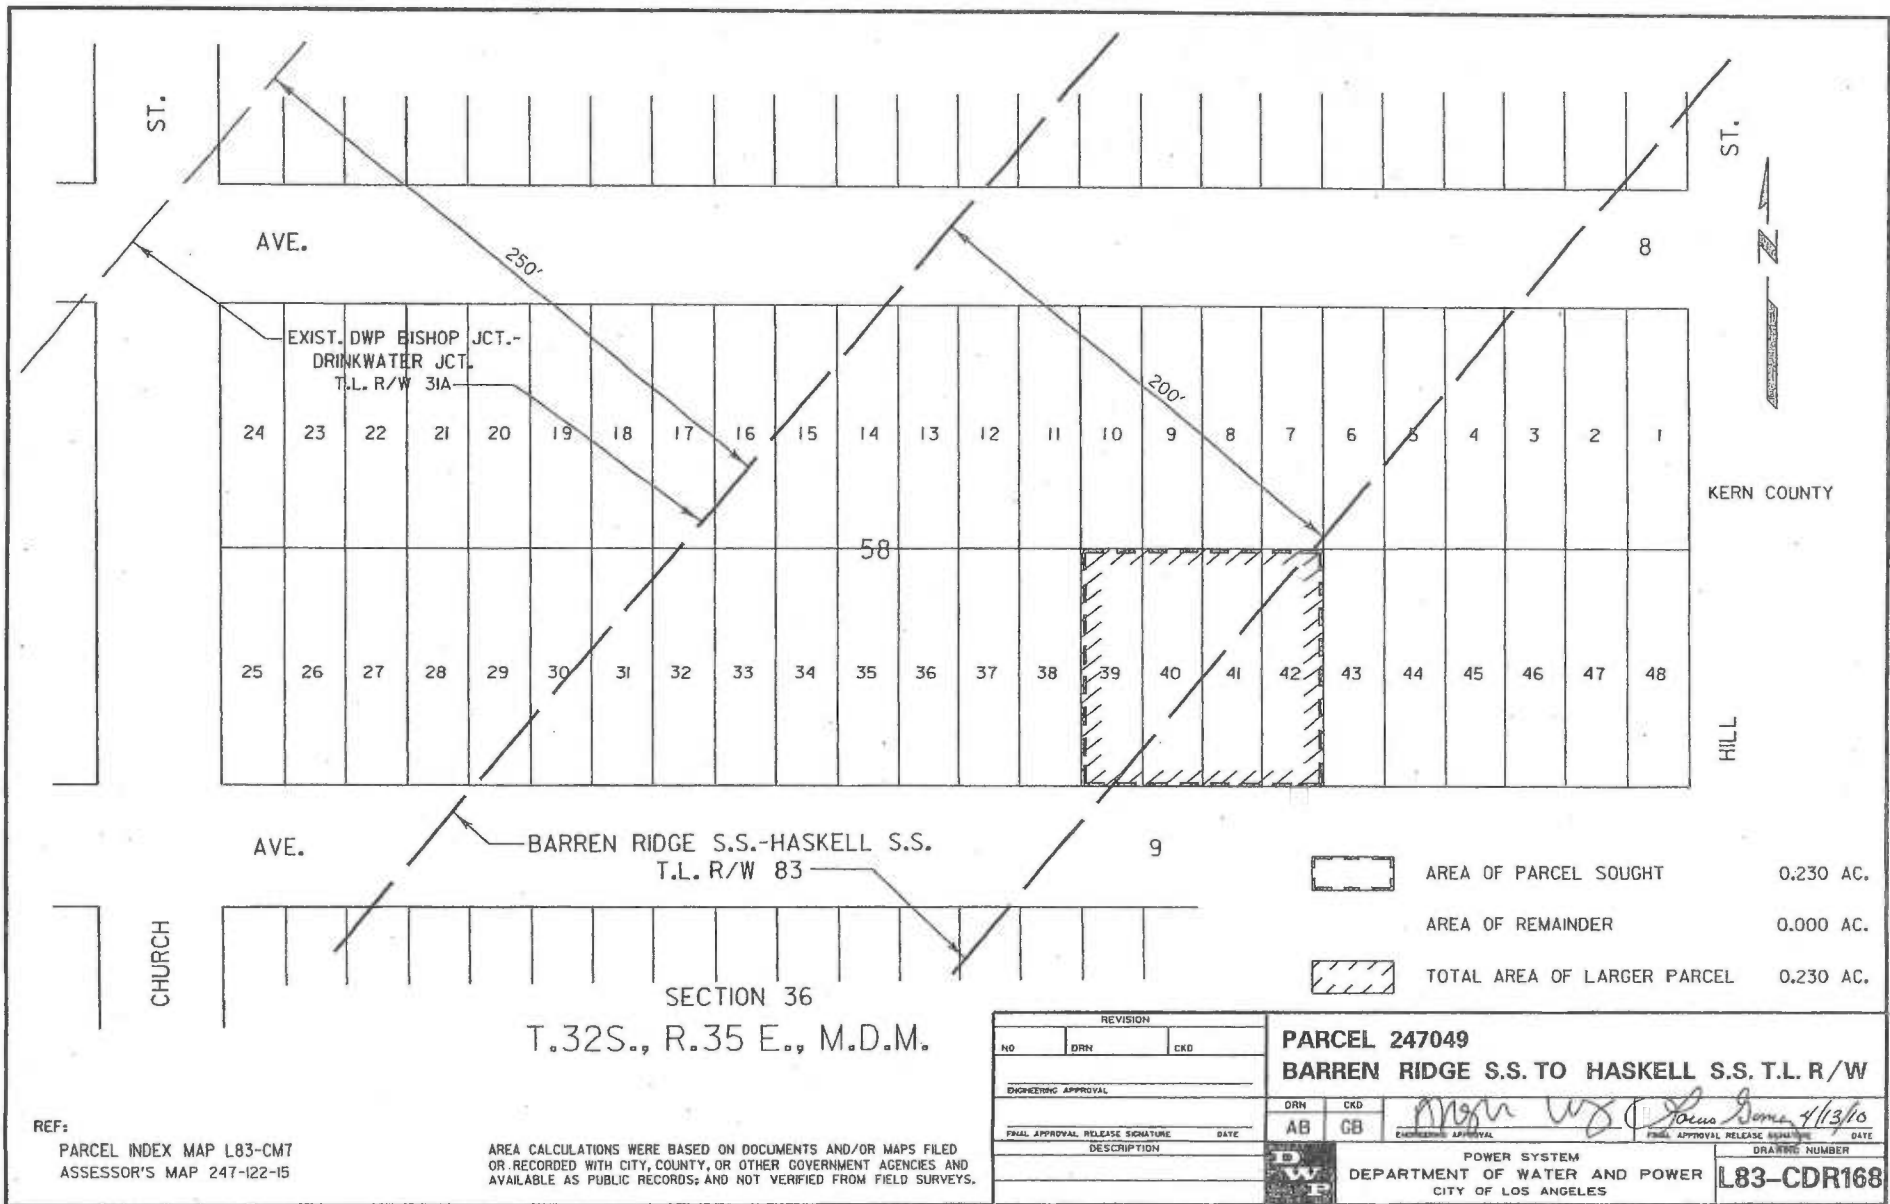 ST.
ST.
AVE.
8
250'
200'
EXIST. DWP BISHOP JCT.-
DRINKWATER JCT.
T.L. R/W 31A
24 23 22 21 20 19 18 17 16 15 14 13 12 11 10 9 8 7 6 5 4 3 2 1
KERN COUNTY
58
25 26 27 28 29 30 31 32 33 34 35 36 37 38 39 40 41 42 43 44 45 46 47 48
HILL
AVE.
BARREN RIDGE S.S.-HASKELL S.S.
T.L. R/W 83
9
CHURCH
N
AREA OF PARCEL SOUGHT 0.230 AC.
AREA OF REMAINDER 0.000 AC.
TOTAL AREA OF LARGER PARCEL 0.230 AC.
SECTION 36
T.32S., R.35 E., M.D.M.
REF:
PARCEL INDEX MAP L83-CM7
ASSESSOR'S MAP 247-122-15
AREA CALCULATIONS WERE BASED ON DOCUMENTS AND/OR MAPS FILED
OR RECORDED WITH CITY, COUNTY, OR OTHER GOVERNMENT AGENCIES AND
AVAILABLE AS PUBLIC RECORDS; AND NOT VERIFIED FROM FIELD SURVEYS.
REVISION
NO DRN CKD
ENGINEERING APPROVAL
FINAL APPROVAL RELEASE SIGNATURE DATE
DESCRIPTION
PARCEL 247049
BARREN RIDGE S.S. TO HASKELL S.S. T.L. R/W
DRN CKD
AB GB
4/13/10
ENGINEERING APPROVAL
FINAL APPROVAL RELEASE SIGNATURE DATE
DWP
POWER SYSTEM
DEPARTMENT OF WATER AND POWER
CITY OF LOS ANGELES
DRAWING NUMBER
L83-CDR168